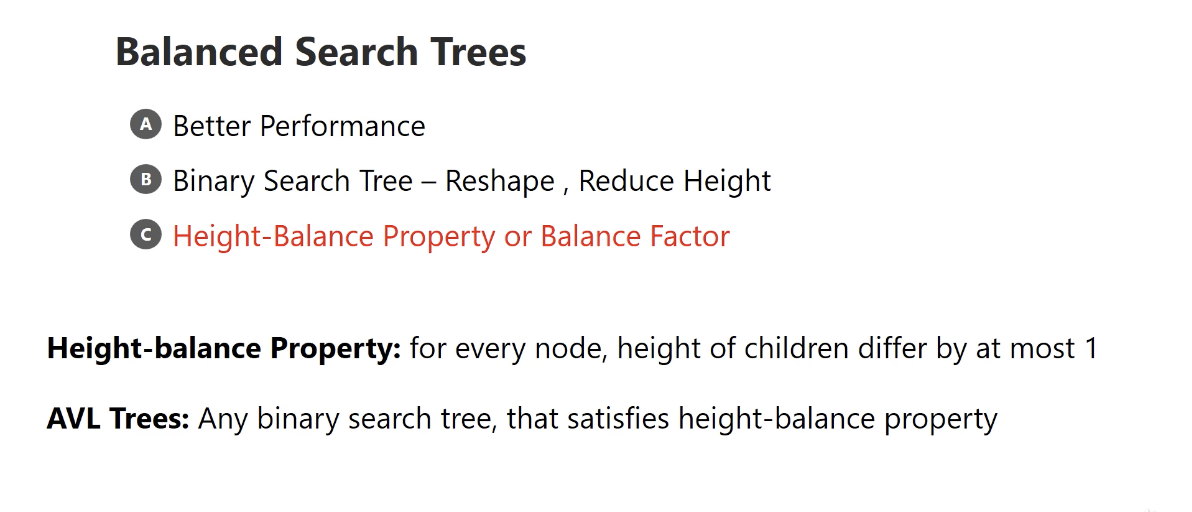 Balanced Search Trees
A Better Performance
B Binary Search Tree – Reshape , Reduce Height
C Height-Balance Property or Balance Factor
Height-balance Property: for every node, height of children differ by at most 1
AVL Trees: Any binary search tree, that satisfies height-balance property